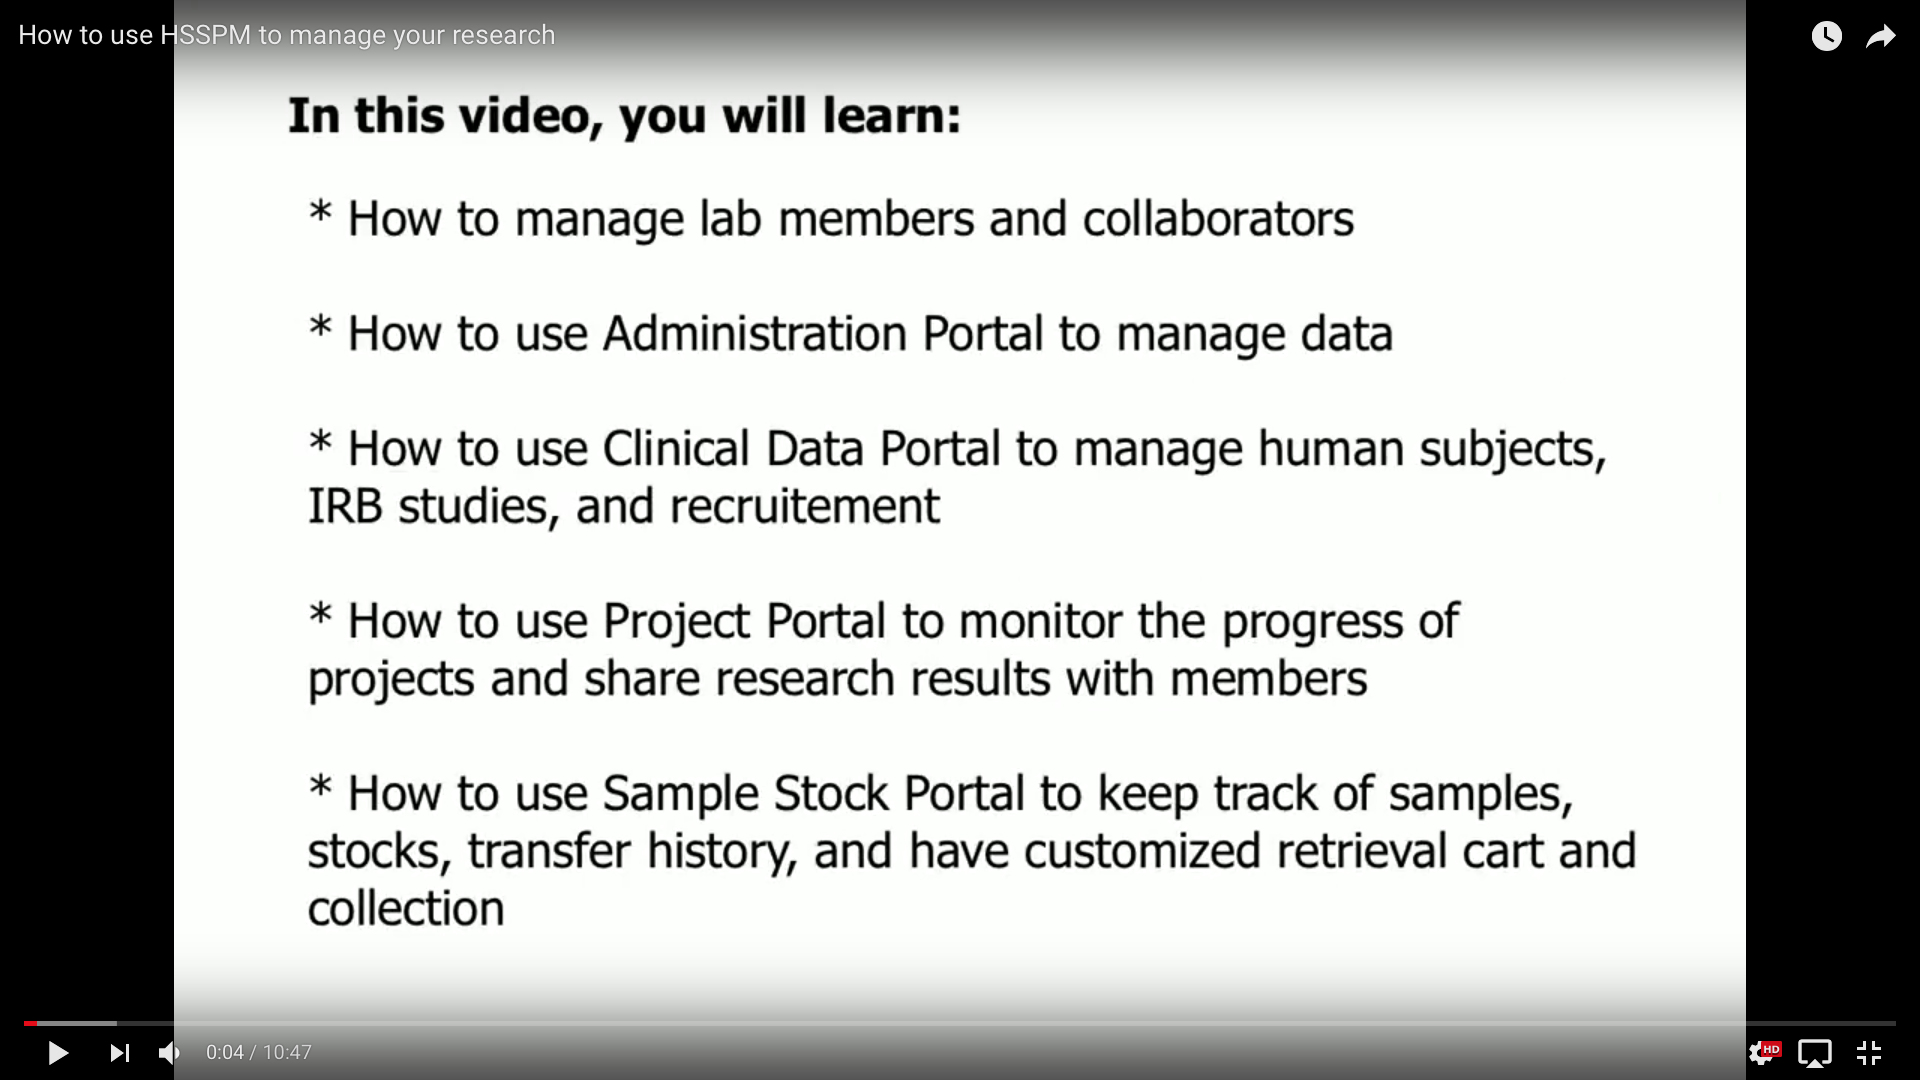 How to use HSSPM to manage your research
In this video, you will learn:
* How to manage lab members and collaborators
* How to use Administration Portal to manage data
* How to use Clinical Data Portal to manage human subjects,
IRB studies, and recruitement
* How to use Project Portal to monitor the progress of
projects and share research results with members
* How to use Sample Stock Portal to keep track of samples,
stocks, transfer history, and have customized retrieval cart and
collection
0:04 / 10:47
HD